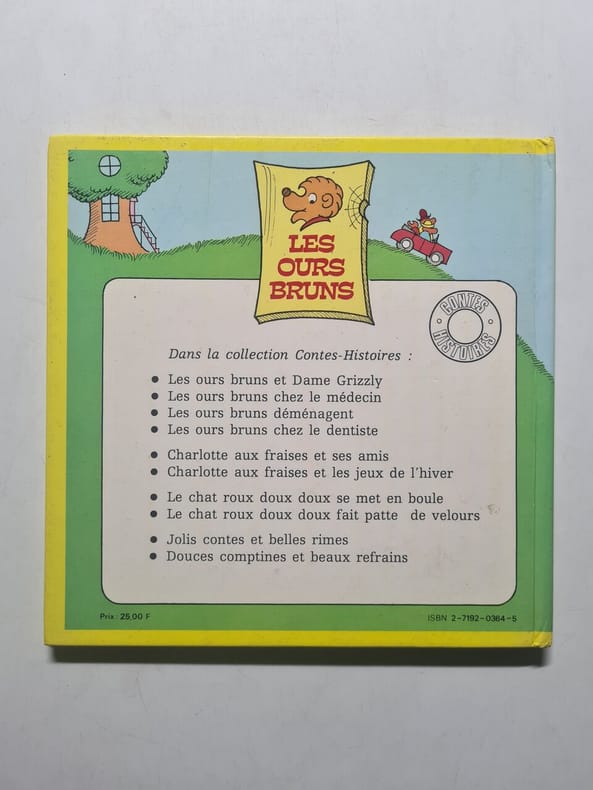 LES
OURS
BRUNS
CONTES
HISTOIRES
Dans la collection Contes-Histoires :
• Les ours bruns et Dame Grizzly
• Les ours bruns chez le médecin
• Les ours bruns déménagent
• Les ours bruns chez le dentiste
• Charlotte aux fraises et ses amis
• Charlotte aux fraises et les jeux de l'hiver
• Le chat roux doux doux se met en boule
• Le chat roux doux doux fait patte de velours
• Jolis contes et belles rimes
• Douces comptines et beaux refrains
Prix : 25,00 F
ISBN 2-7192-0364-5